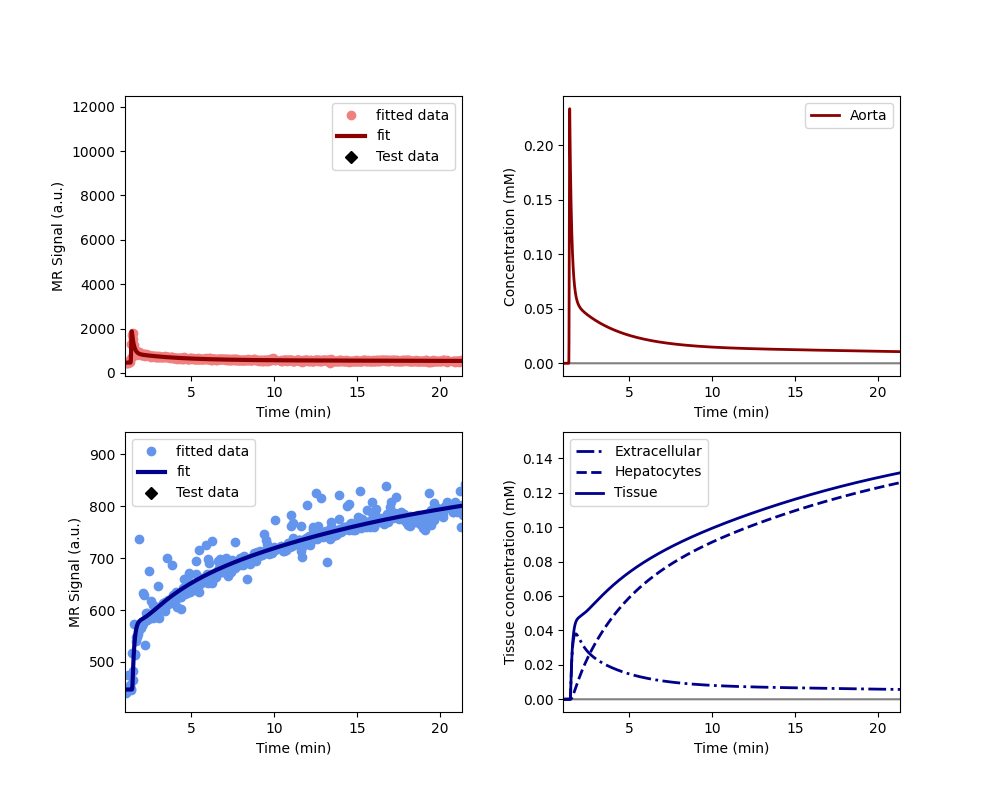 12000
10000
8000
6000
4000
2000
0
MR Signal (a.u.)
fitted data
fit
Test data
5
10
15
20
Time (min)
0.20
0.15
0.10
0.05
0.00
Concentration (mM)
Aorta
5
10
15
20
Time (min)
900
800
700
600
500
MR Signal (a.u.)
fitted data
fit
Test data
5
10
15
20
Time (min)
0.14
0.12
0.10
0.08
0.06
0.04
0.02
0.00
Tissue concentration (mM)
Extracellular
Hepatocytes
Tissue
5
10
15
20
Time (min)